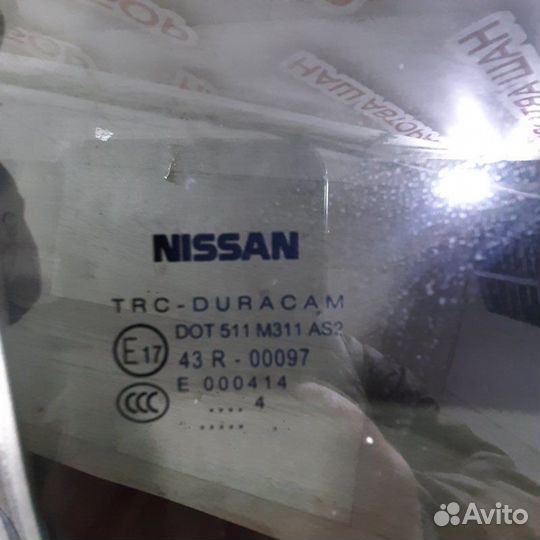 NISSAN
TRC-DURACAM
DOT 511 M311 AS2
E17
43 R - 00097
E 000414
CCC
.... 4
.....
Avito